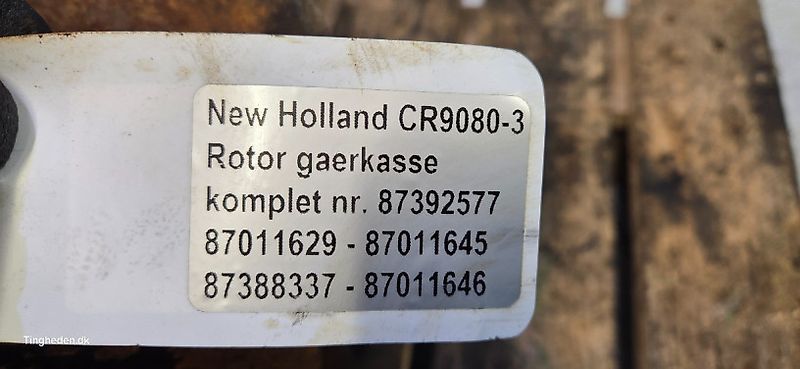 New Holland CR9080-3
Rotor gaerkasse
komplet nr. 87392577
87011629 - 87011645
87388337 - 87011646
Tingheden.dk